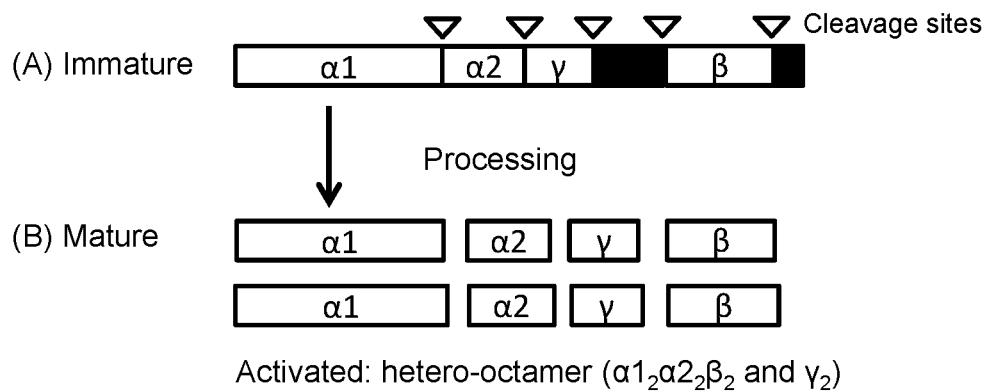 Cleavage sites
(A) Immature α1 α2 γ β
Processing
(B) Mature α1 α2 γ β
α1 α2 γ β
Activated: hetero-octamer (α1₂α2₂β₂ and γ₂)